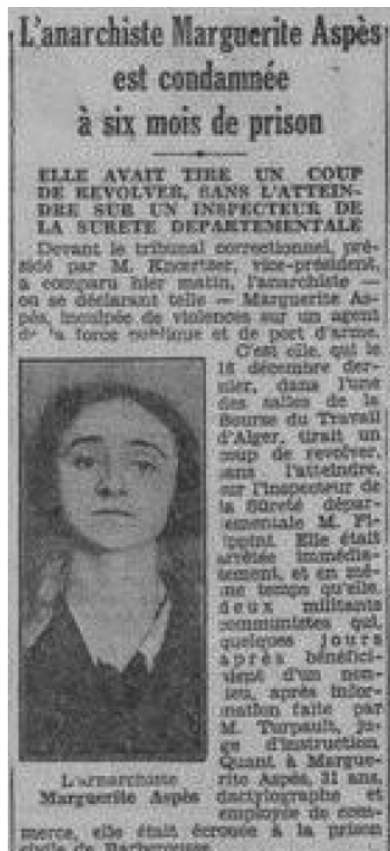 L'anarchiste Marguerite Aspès
est condamnée
à six mois de prison
ELLE AVAIT TIRE UN COUP
DE REVOLVER, SANS L'ATTEIN-
DRE SUR UN INSPECTEUR DE
LA SURETE DEPARTEMENTALE
Devant le tribunal correctionnel, pré-
sidé par M. Knoertzer, vice-président,
a comparu hier matin, l'anarchiste —
on se déclarant telle — Marguerite As-
pès, inculpée de violences sur un agent
de la force publique et de port d'arme.
C'est elle, qui le
16 décembre der-
nier, dans l'une
des salles de la
Bourse du Travail
d'Alger, tirait un
coup de revolver,
sans l'atteindre,
sur l'inspecteur de
la Sûreté dépar-
tementale M.
Elle était
arrêtée immédia-
tement, et en mê-
me temps qu'elle,
deux militants
communistes qui,
quelques jours
après bénéfici-
aient d'un non-
lieu, après infor-
mation faite par
M. Turpault, ju-
ge d'instruction.
Quant à Margue-
rite Aspès, 31 ans,
dactylographe et
employée de com-
merce, elle était écrouée à la prison
civile de Barberousse.
L'anarchiste
Marguerite Aspès